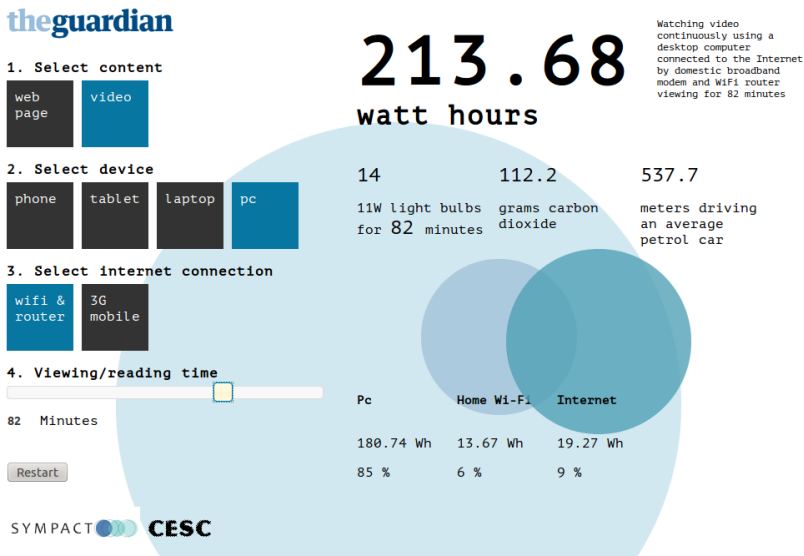 theguardian
1. Select content
web
page
video
2. Select device
phone
tablet
laptop
pc
3. Select internet connection
wifi &
router
3G
mobile
4. Viewing/reading time
82 Minutes
Restart
SYMPACT
CESC
213.68
watt hours
Watching video
continuously using a
desktop computer
connected to the Internet
by domestic broadband
modem and WiFi router
viewing for 82 minutes
14
11W light bulbs
for 82 minutes
112.2
grams carbon
dioxide
537.7
meters driving
an average
petrol car
Pc Home Wi-Fi Internet
180.74 Wh 13.67 Wh 19.27 Wh
85 % 6 % 9 %